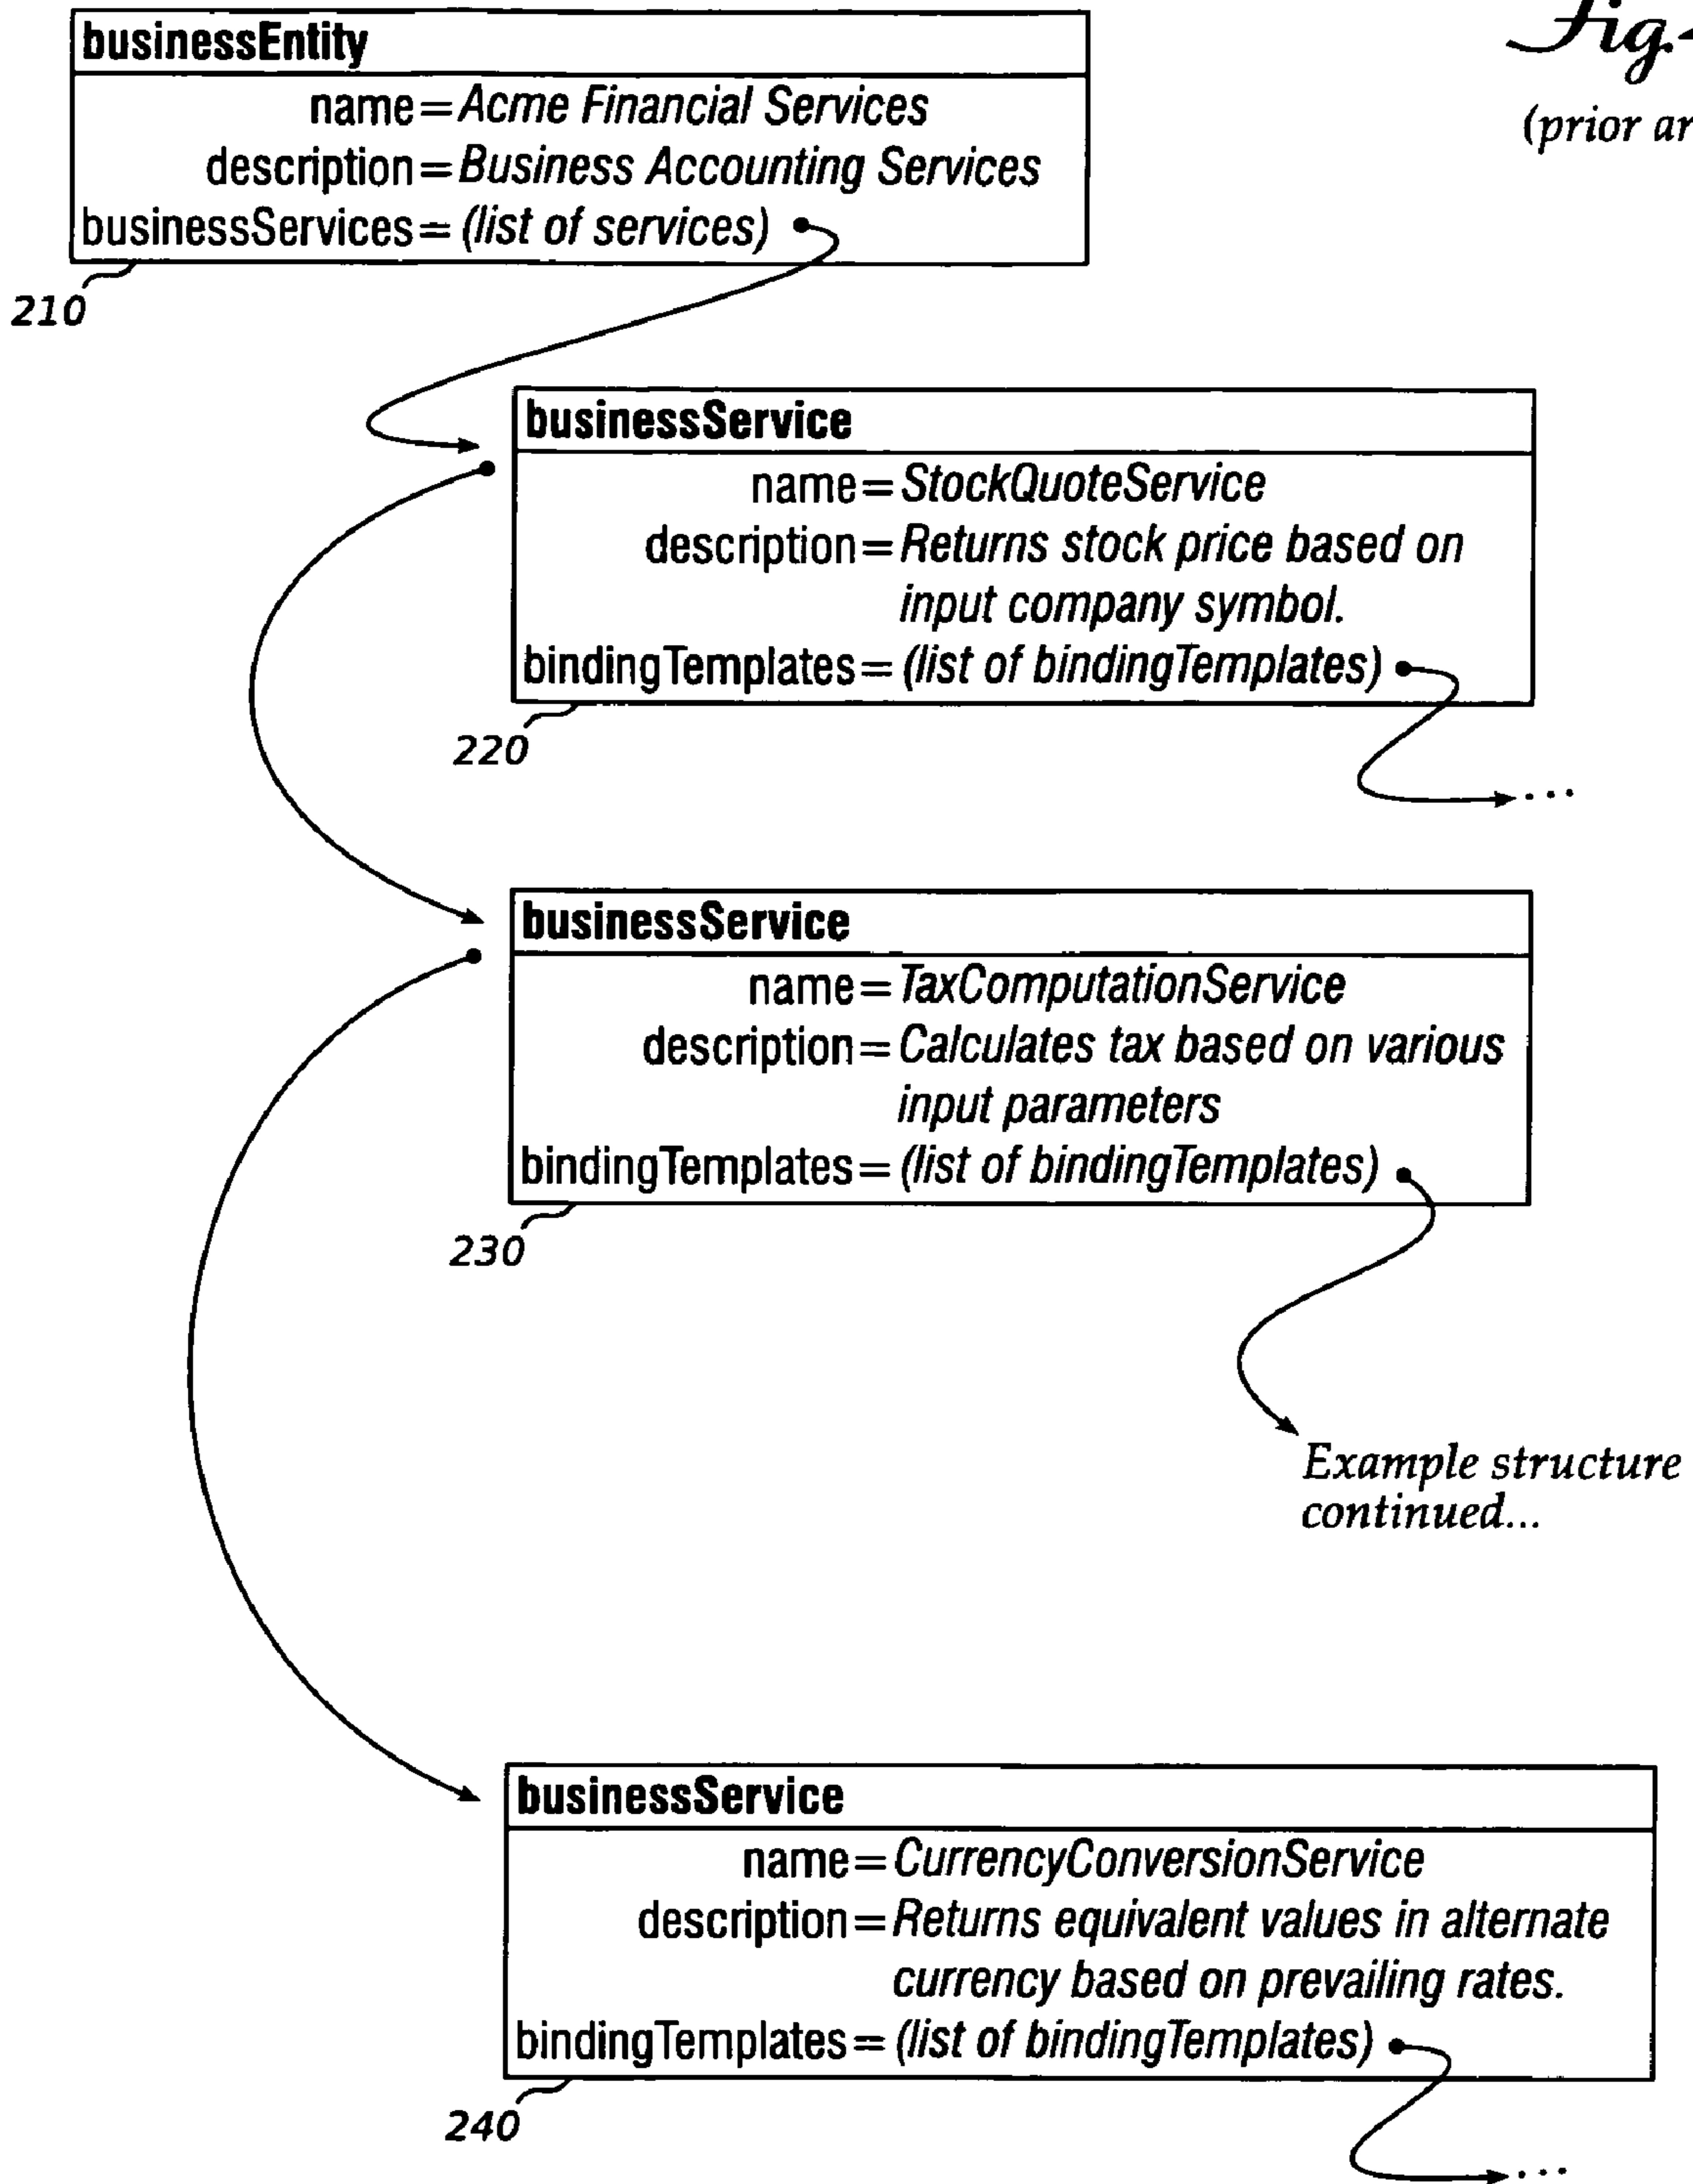 Fig.
(prior ar
businessEntity
name=Acme Financial Services
description=Business Accounting Services
businessServices=(list of services)
210
businessService
name=StockQuoteService
description=Returns stock price based on
input company symbol.
bindingTemplates=(list of bindingTemplates)
220
...
businessService
name=TaxComputationService
description=Calculates tax based on various
input parameters
bindingTemplates=(list of bindingTemplates)
230
Example structure
continued...
businessService
name=CurrencyConversionService
description=Returns equivalent values in alternate
currency based on prevailing rates.
bindingTemplates=(list of bindingTemplates)
240
...